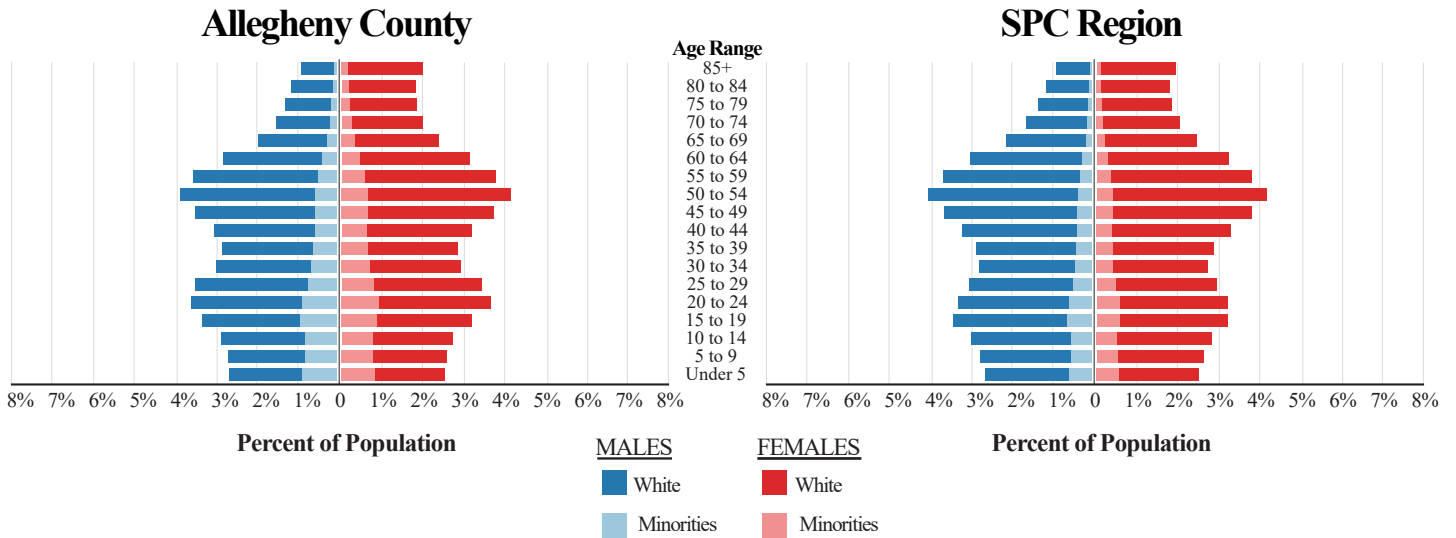 Allegheny County
SPC Region
Age Range
85+
80 to 84
75 to 79
70 to 74
65 to 69
60 to 64
55 to 59
50 to 54
45 to 49
40 to 44
35 to 39
30 to 34
25 to 29
20 to 24
15 to 19
10 to 14
5 to 9
Under 5
8% 7% 6% 5% 4% 3% 2% 1% 0 1% 2% 3% 4% 5% 6% 7% 8%
8% 7% 6% 5% 4% 3% 2% 1% 0 1% 2% 3% 4% 5% 6% 7% 8%
Percent of Population
Percent of Population
MALES
White
Minorities
FEMALES
White
Minorities